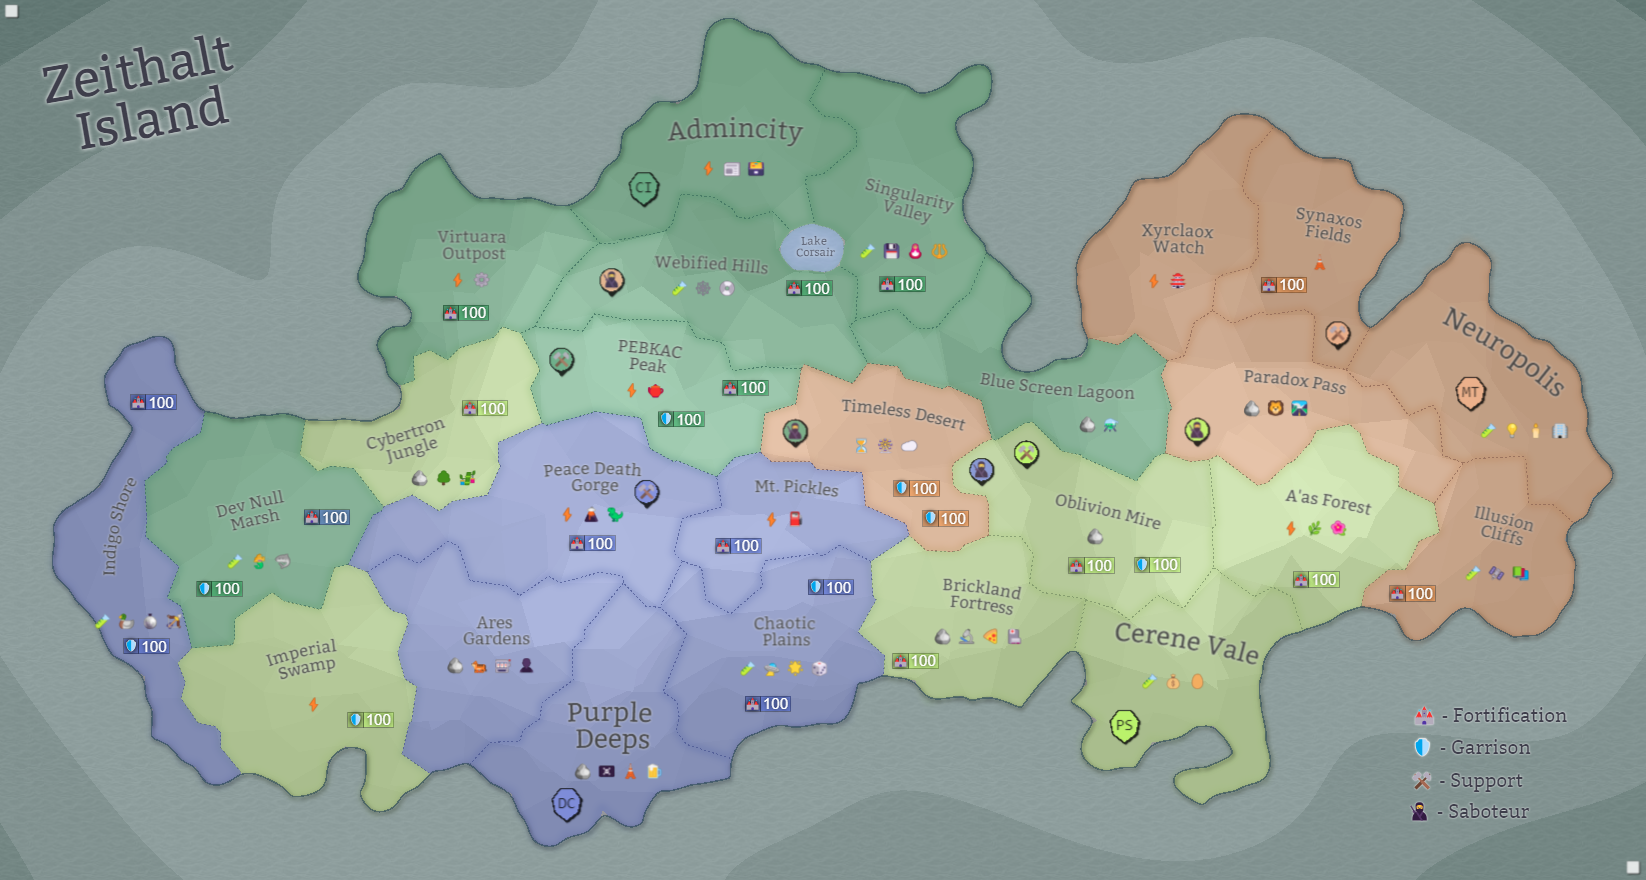 Zeithalt
Island
Admincity
CI
Singularity
Valley
Lake
Corsair
Virtuara
Outpost
Webified Hills
100
100
100
Xyrclaox
Watch
Synaxos
Fields
100
Neuropolis
MT
PEBKAC
Peak
100
100
Blue Screen Lagoon
Paradox Pass
Timeless Desert
100
100
100
Cybertron
Jungle
100
Indigo Shore
100
Dev Null
Marsh
100
100
Peace Death
Gorge
100
Mt. Pickles
100
Oblivion Mire
100
100
A'as Forest
100
Illusion
Cliffs
100
Brickland
Fortress
100
Cerene Vale
PS
Imperial
Swamp
100
Ares
Gardens
Chaotic
Plains
100
100
Purple
Deeps
DC
- Fortification
- Garrison
- Support
- Saboteur